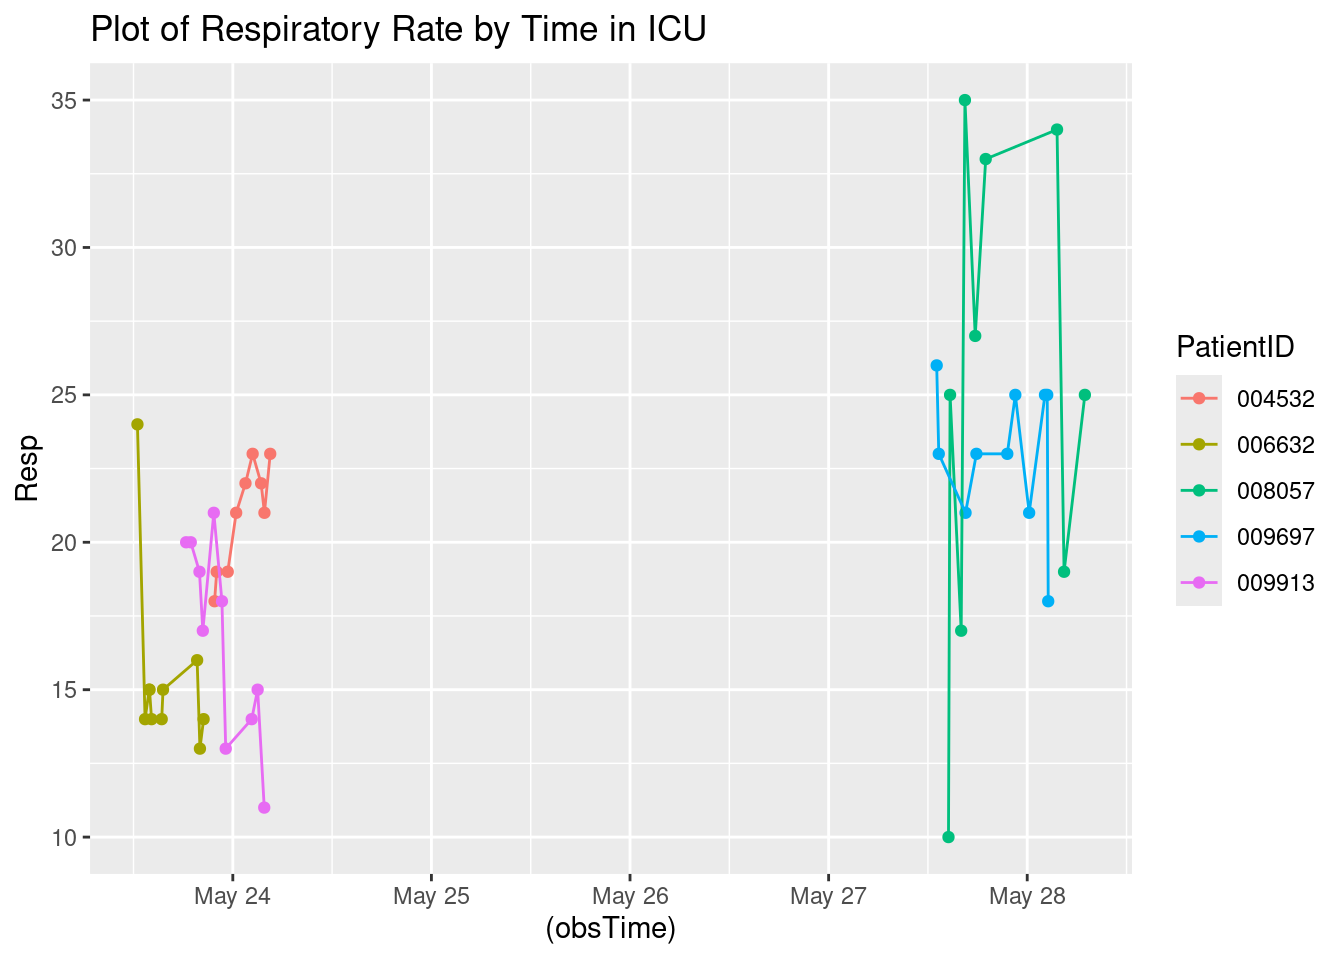 Plot of Respiratory Rate by Time in ICU
Resp
35
30
25
20
15
10
May 24
May 25
May 26
May 27
May 28
(obsTime)
PatientID
004532
006632
008057
009697
009913